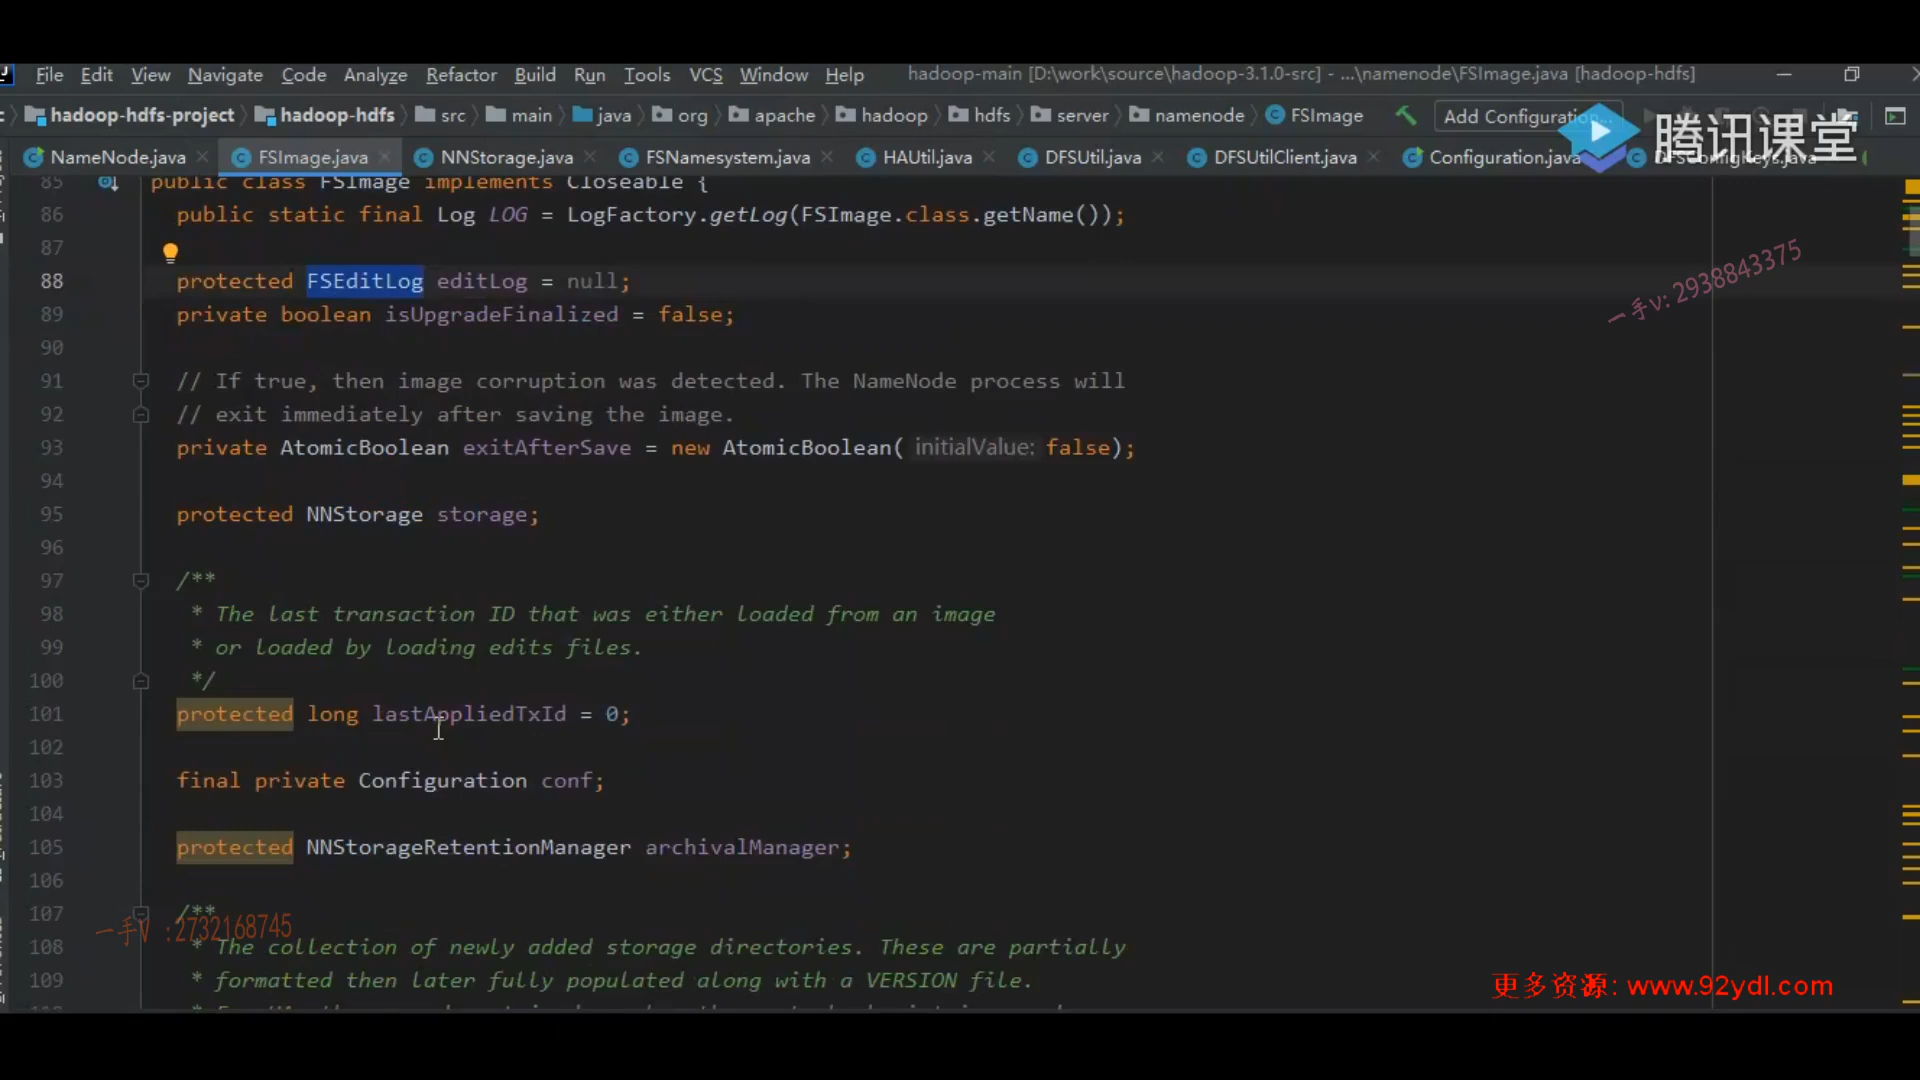 File Edit View Navigate Code Analyze Refactor Build Run Tools VCS Window Help hadoop-main [D:\work\source\hadoop-3.1.0-src] - ...\namenode\FSImage.java [hadoop-hdfs]
hadoop-hdfs-project hadoop-hdfs src main java org apache hadoop hdfs server namenode FSImage Add Configuration...
腾讯课堂
NameNode.java FSImage.java NNStorage.java FSNamesystem.java HAUtil.java DFSUtil.java DFSUtilClient.java Configuration.java DFSConfigKeys.java
85 public class FSImage implements Closeable {
86 public static final Log LOG = LogFactory.getLog(FSImage.class.getName());
87
88 protected FSEditLog editLog = null;
一手v: 2938843375
89 private boolean isUpgradeFinalized = false;
90
91 // If true, then image corruption was detected. The NameNode process will
92 // exit immediately after saving the image.
93 private AtomicBoolean exitAfterSave = new AtomicBoolean( initialValue: false);
94
95 protected NNStorage storage;
96
97 /**
98 * The last transaction ID that was either loaded from an image
99 * or loaded by loading edits files.
100 */
101 protected long lastAppliedTxId = 0;
102
103 final private Configuration conf;
104
105 protected NNStorageRetentionManager archivalManager;
106
107 /**
一手V :2732168745
108 * The collection of newly added storage directories. These are partially
109 * formatted then later fully populated along with a VERSION file.
更多资源: www.92ydl.com